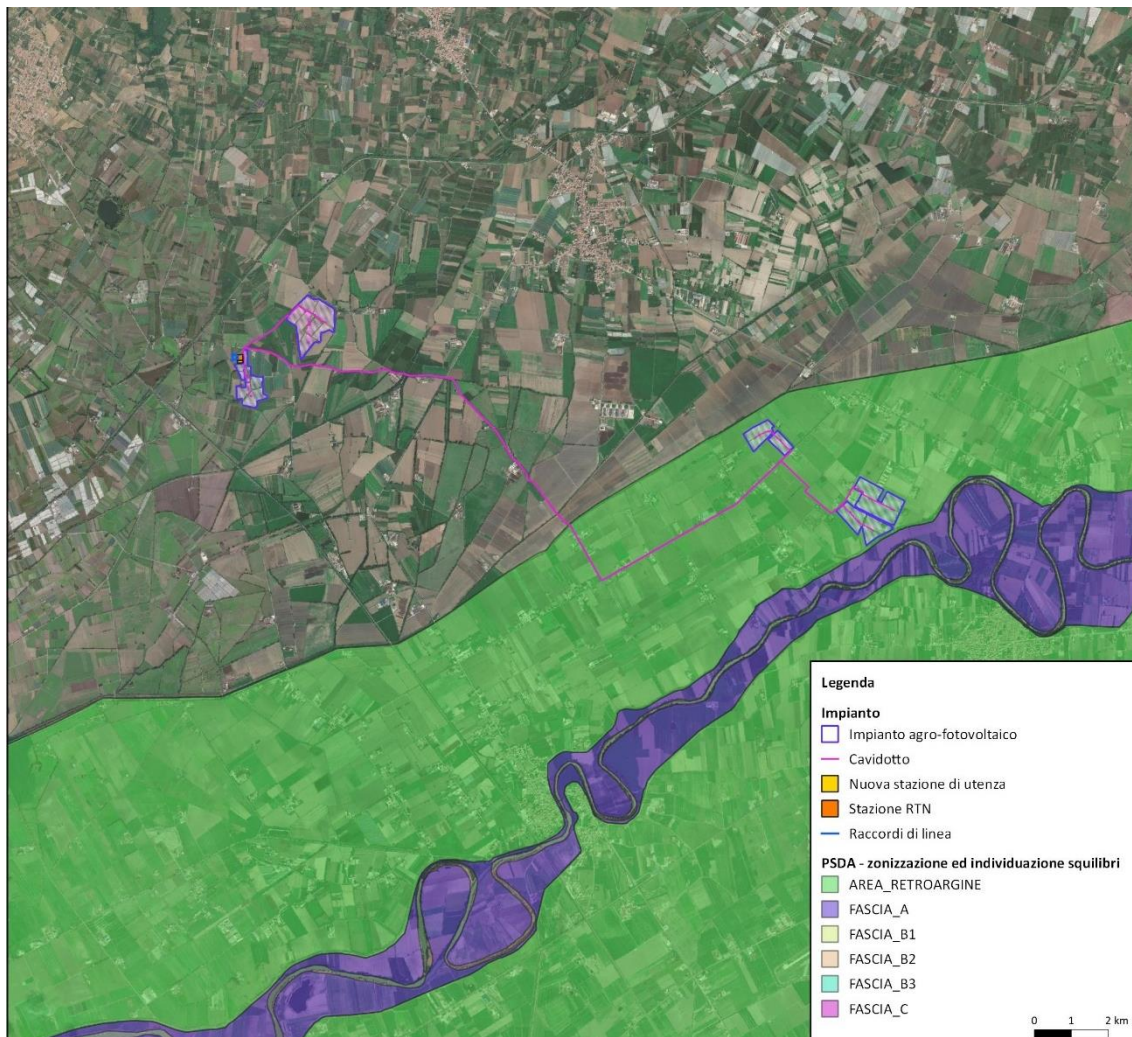 Legenda
Impianto
Impianto agro-fotovoltaico
Cavidotto
Nuova stazione di utenza
Stazione RTN
Raccordi di linea
PSDA - zonizzazione ed individuazione squilibri
AREA_RETROARGINE
FASCIA_A
FASCIA_B1
FASCIA_B2
FASCIA_B3
FASCIA_C
0 1 2 km